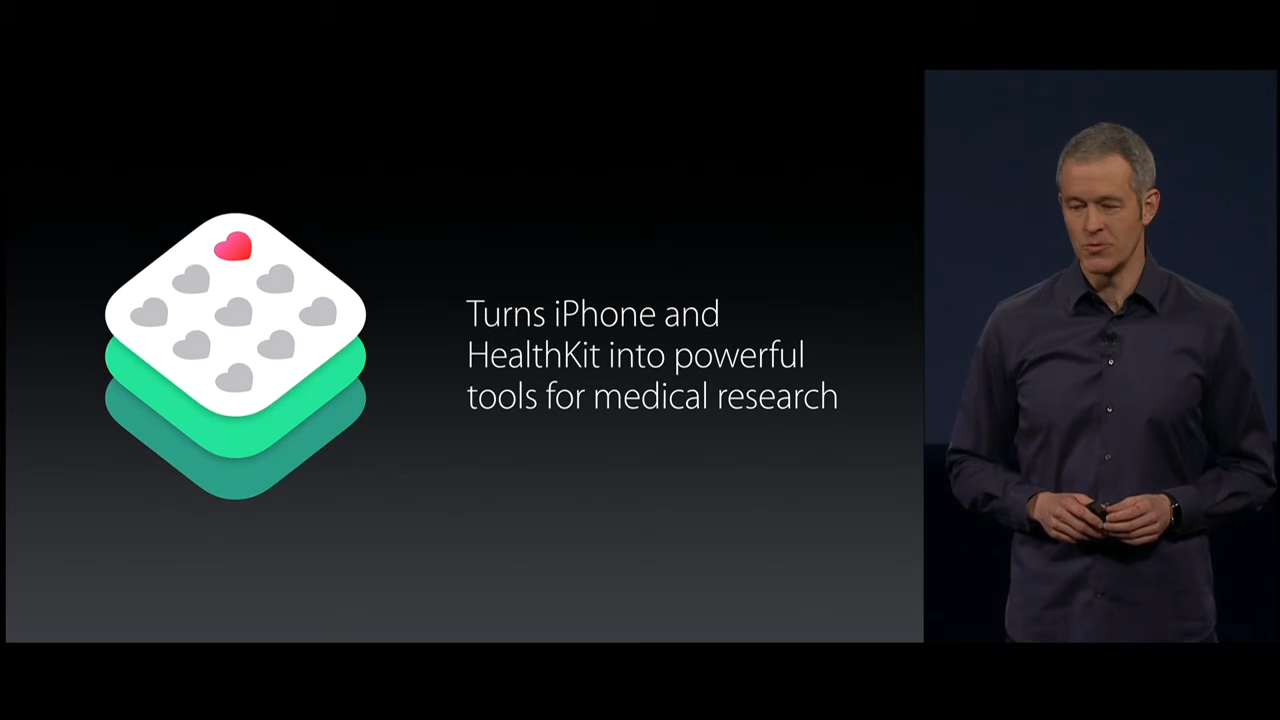 Turns iPhone and
HealthKit into powerful
tools for medical research